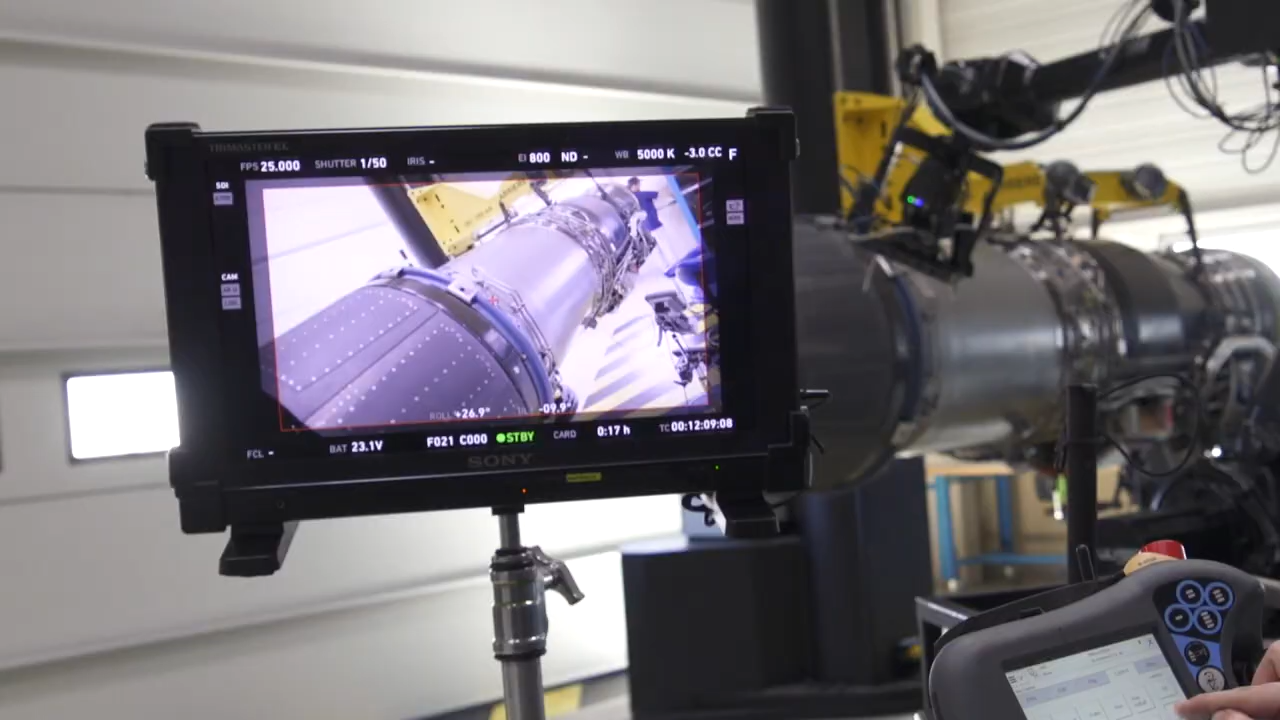 TRIMASTER EL
FPS 25.000 SHUTTER 1/50 IRIS - EI 800 ND - WB 5000 K -3.0 CC F
SDI
CAM
ROLL +26.9° TILT -09.9°
FCL - BAT 23.1V F021 C000 STBY CARD 0:17 h TC 00:12:09:08
SONY